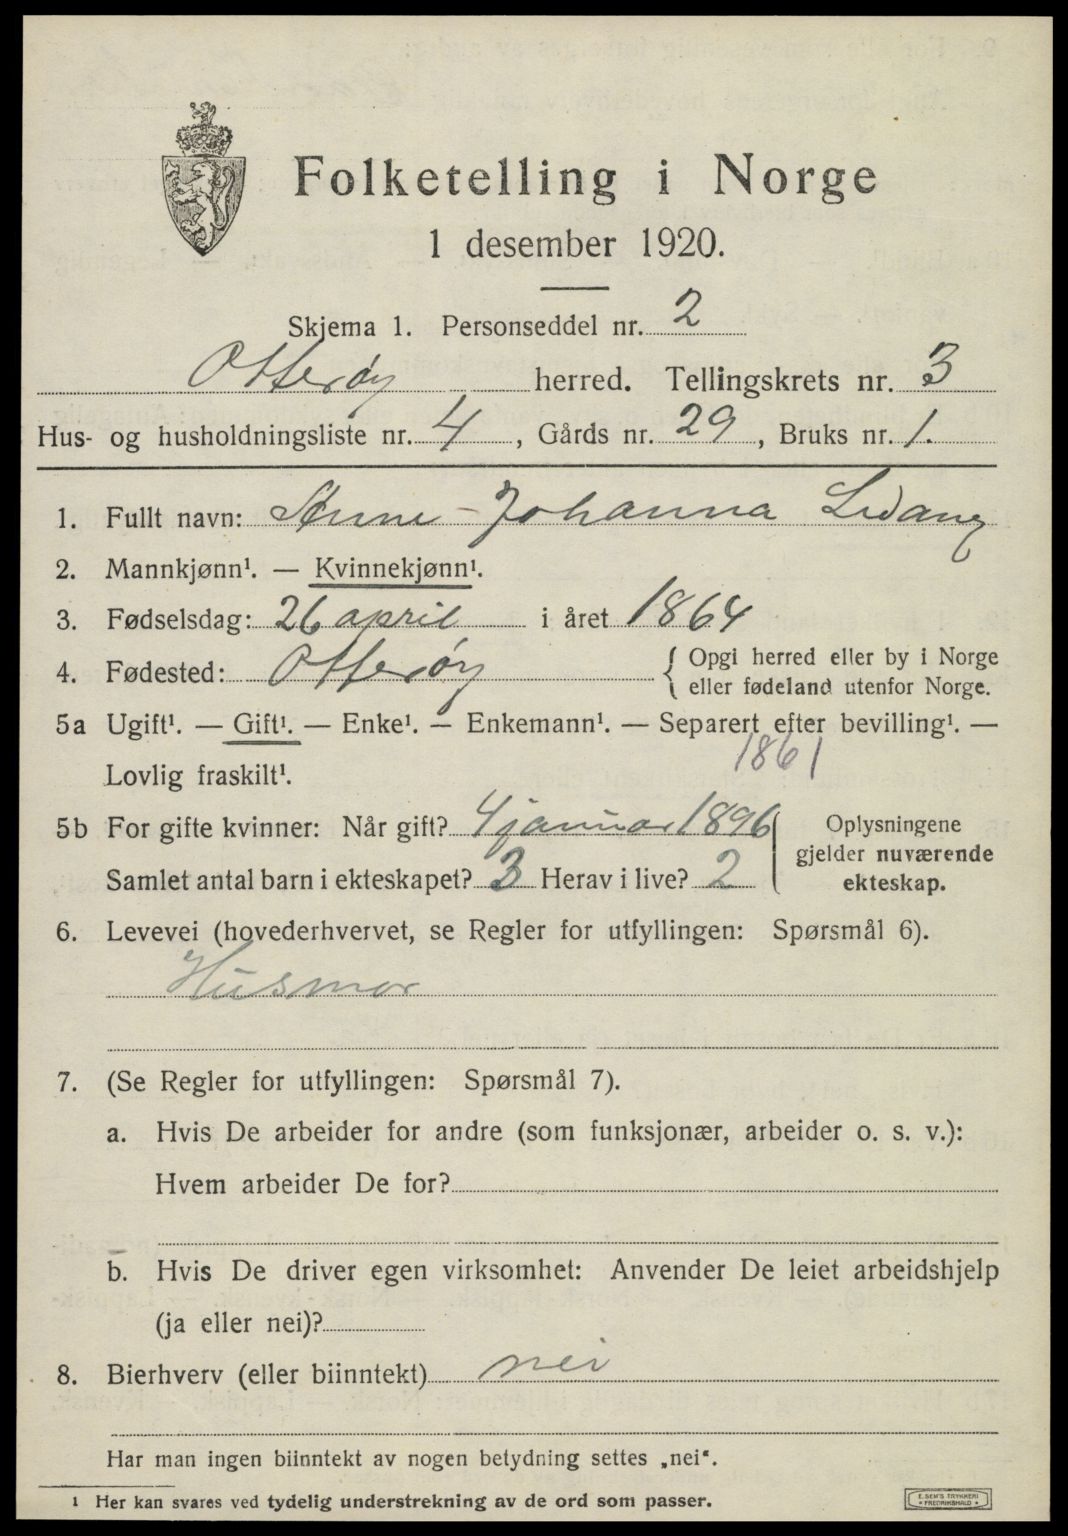 Folketelling i Norge
1 desember 1920.
Skjema 1. Personseddel nr. 2
Otterøy herred. Tellingskrets nr. 3
Hus- og husholdningsliste nr. 4, Gårds nr. 29, Bruks nr. 1.
1. Fullt navn: Anne-Johanna Lidang
2. Mannkjønn¹. — Kvinnekjønn¹.
3. Fødselsdag: 26 april i året 1864
4. Fødested: Otterøy { Opgi herred eller by i Norge
eller fødeland utenfor Norge.
5a Ugift¹. — Gift¹. — Enke¹. — Enkemann¹. — Separert efter bevilling¹. —
1861
Lovlig fraskilt¹.
5b For gifte kvinner: Når gift? 4 januar 1896
Samlet antal barn i ekteskapet? 3 Herav i live? 2
Oplysningene
gjelder nuværende
ekteskap.
6. Levevei (hovederhvervet, se Regler for utfyllingen: Spørsmål 6).
Husmor
7. (Se Regler for utfyllingen: Spørsmål 7).
a. Hvis De arbeider for andre (som funksjonær, arbeider o. s. v.):
Hvem arbeider De for?
b. Hvis De driver egen virksomhet: Anvender De leiet arbeidshjelp
(ja eller nei)?
8. Bierhverv (eller biinntekt) nei
Har man ingen biinntekt av nogen betydning settes „nei“.
¹ Her kan svares ved tydelig understrekning av de ord som passer.
E. SEM'S TRYKKERI
FREDRIKSHALD